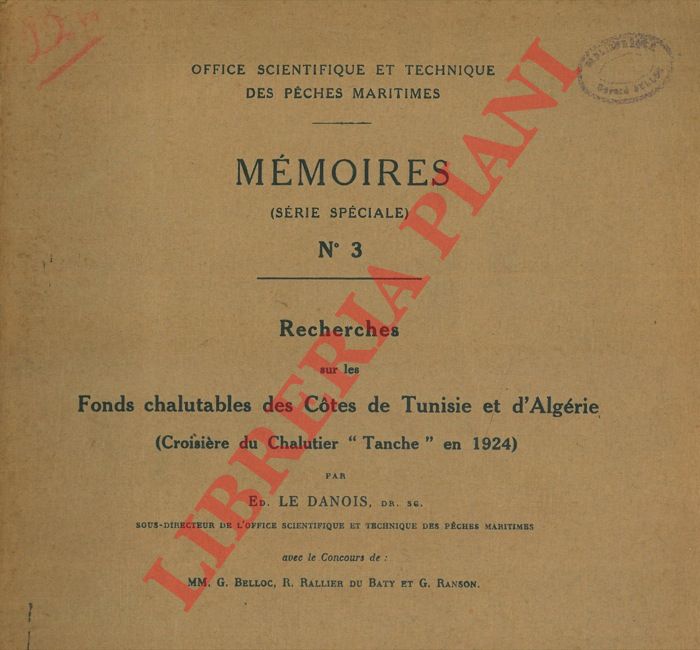 OFFICE SCIENTIFIQUE ET TECHNIQUE
DES PÊCHES MARITIMES
MÉMOIRES
(SÉRIE SPÉCIALE)
N° 3
Recherches
sur les
Fonds chalutables des Côtes de Tunisie et d'Algérie
(Croisière du Chalutier “ Tanche ” en 1924)
PAR
ED. LE DANOIS, DR. SC.
SOUS-DIRECTEUR DE L'OFFICE SCIENTIFIQUE ET TECHNIQUE DES PÊCHES MARITIMES
avec le Concours de :
MM. G. BELLOC, R. RALLIER DU BATY ET G. RANSON.
LIBRERIA PIANI